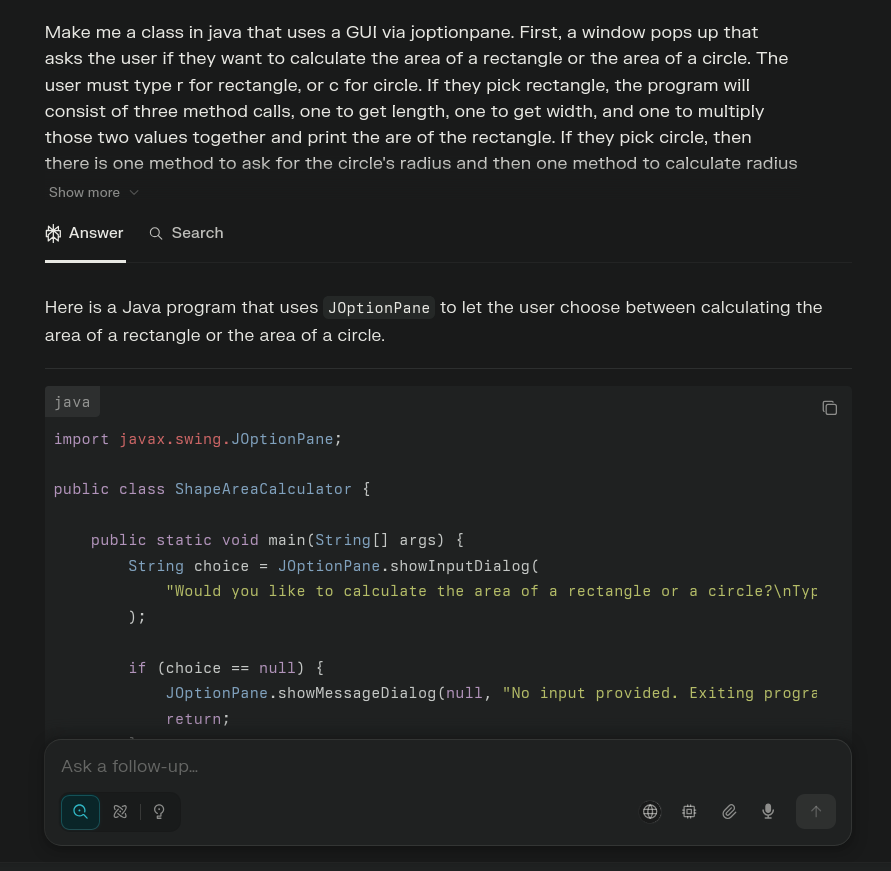 Make me a class in java that uses a GUI via joptionpane. First, a window pops up that
asks the user if they want to calculate the area of a rectangle or the area of a circle. The
user must type r for rectangle, or c for circle. If they pick rectangle, the program will
consist of three method calls, one to get length, one to get width, and one to multiply
those two values together and print the are of the rectangle. If they pick circle, then
there is one method to ask for the circle's radius and then one method to calculate radius
Show more
Answer Search
Here is a Java program that uses JOptionPane to let the user choose between calculating the
area of a rectangle or the area of a circle.
java
import javax.swing.JOptionPane;
public class ShapeAreaCalculator {
public static void main(String[] args) {
String choice = JOptionPane.showInputDialog(
"Would you like to calculate the area of a rectangle or a circle?\nTyp
);
if (choice == null) {
JOptionPane.showMessageDialog(null, "No input provided. Exiting progra
return;
Ask a follow-up…